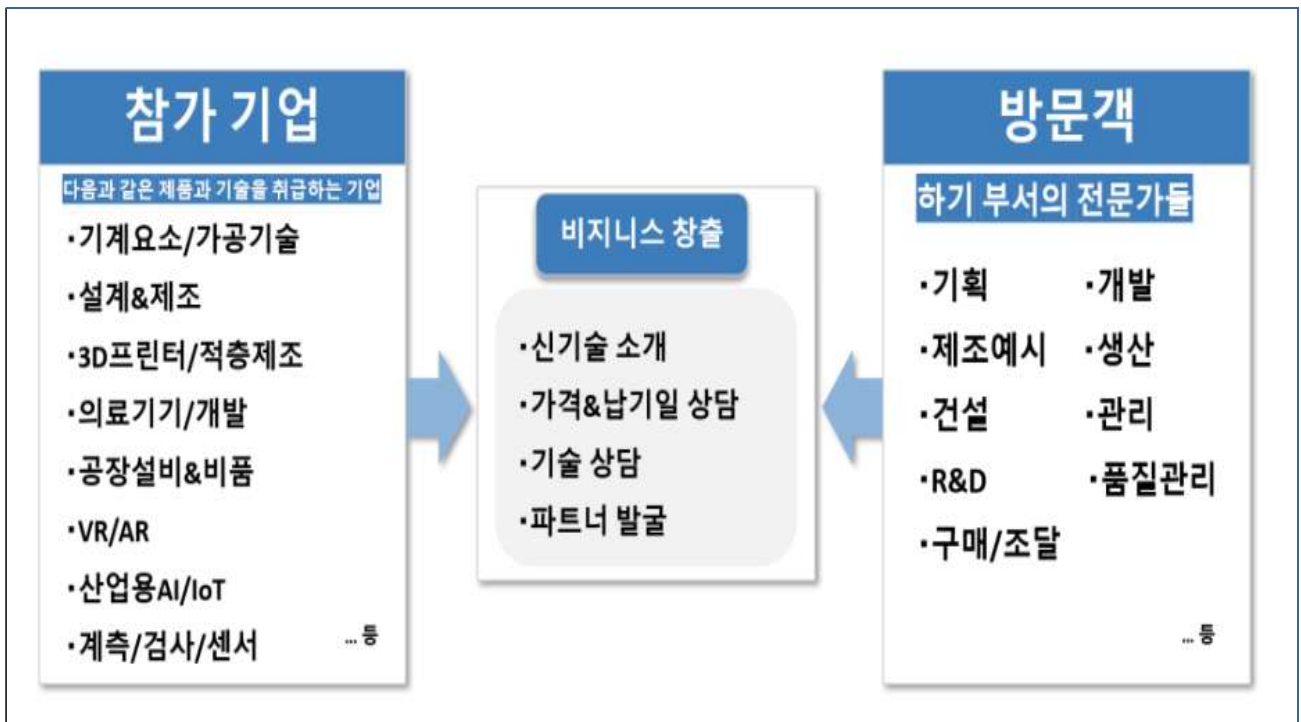 참가 기업
다음과 같은 제품과 기술을 취급하는 기업
·기계요소/가공기술
·설계&제조
·3D프린터/적층제조
·의료기기/개발
·공장설비&비품
·VR/AR
·산업용AI/IoT
·계측/검사/센서
... 등
비지니스 창출
·신기술 소개
·가격&납기일 상담
·기술 상담
·파트너 발굴
방문객
하기 부서의 전문가들
·기획 ·개발
·제조예시 ·생산
·건설 ·관리
·R&D ·품질관리
·구매/조달
... 등